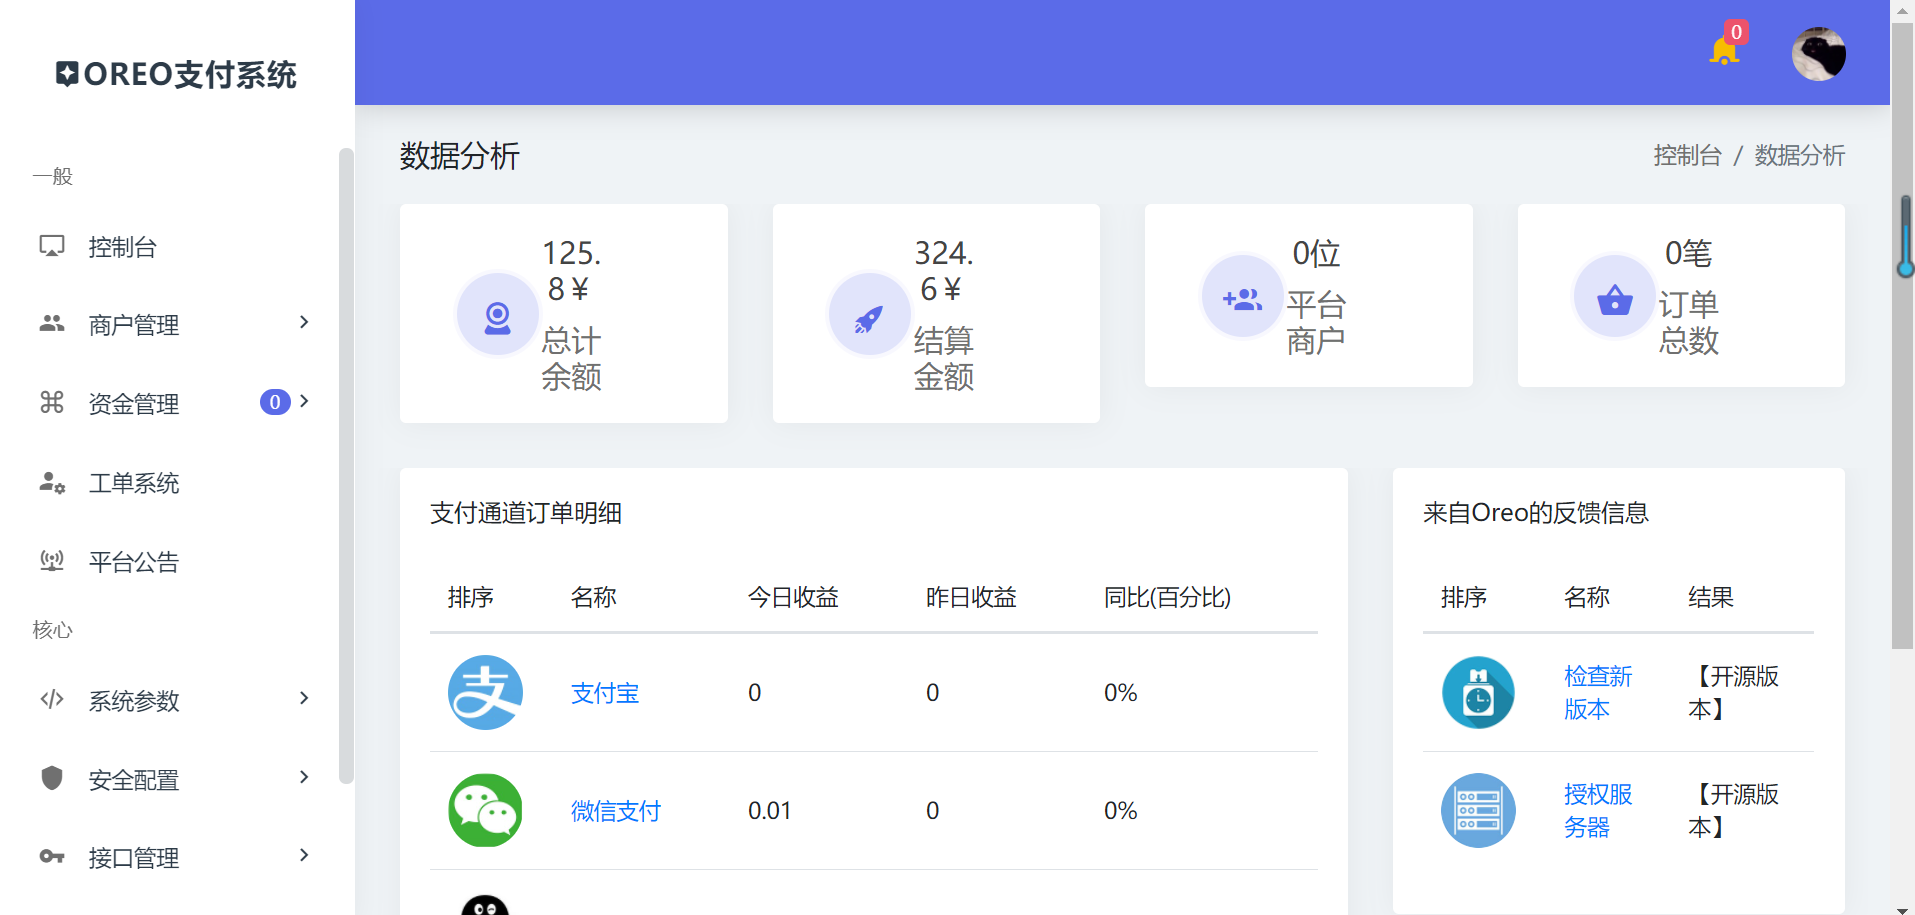 OREO支付系统
一般
控制台
商户管理
资金管理
0
工单系统
平台公告
核心
系统参数
安全配置
接口管理
0
数据分析
控制台 / 数据分析
125.
8¥
总计
余额
324.
6¥
结算
金额
0位
平台
商户
0笔
订单
总数
支付通道订单明细
排序 名称 今日收益 昨日收益 同比(百分比)
支 支付宝 0 0 0%
微信支付 0.01 0 0%
来自Oreo的反馈信息
排序 名称 结果
检查新
版本
【开源版
本】
授权服
务器
【开源版
本】